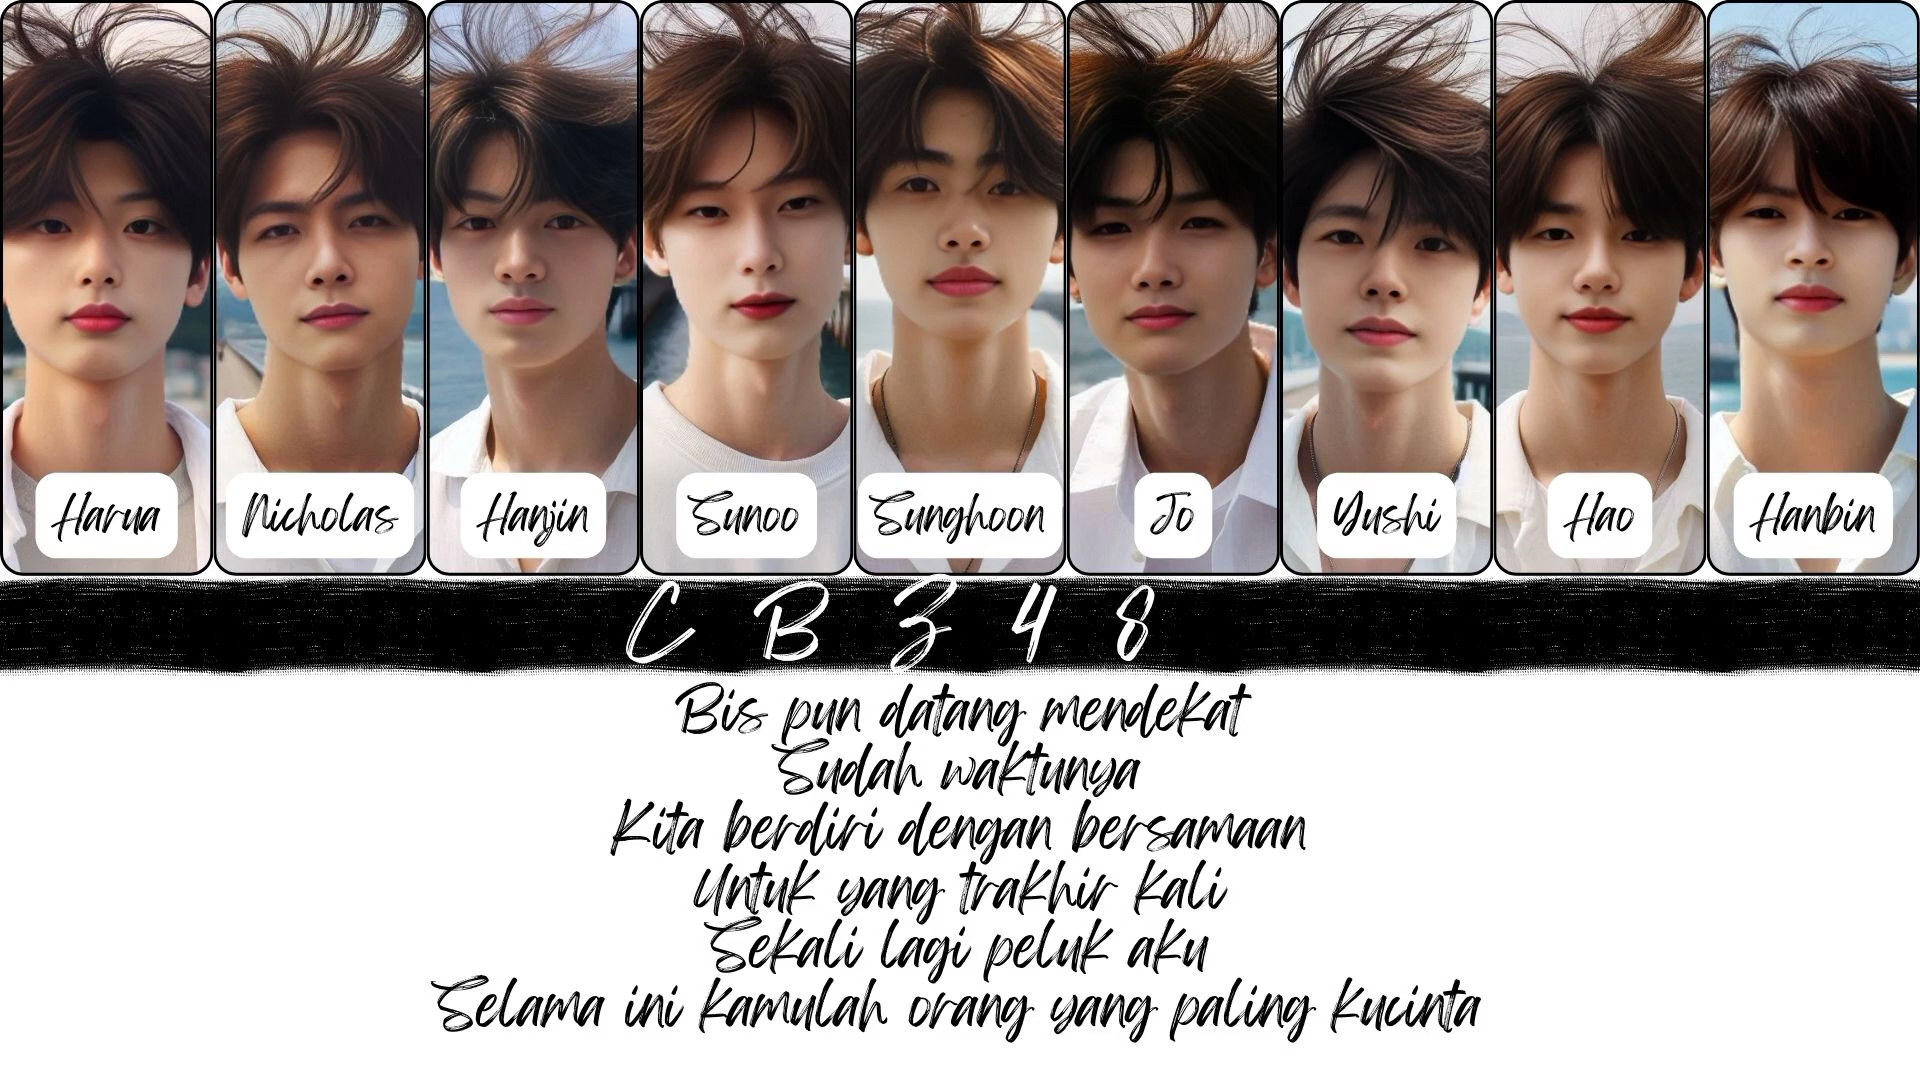 Harua
Nicholas
Hanjin
Sunoo
Sunghoon
Jo
Yushi
Hao
Hanbin
C B Z 4 8
Bis pun datang mendekat
Sudah waktunya
Kita berdiri dengan bersamaan
Untuk yang trakhir kali
Sekali lagi peluk aku
Selama ini kamulah orang yang paling kucinta